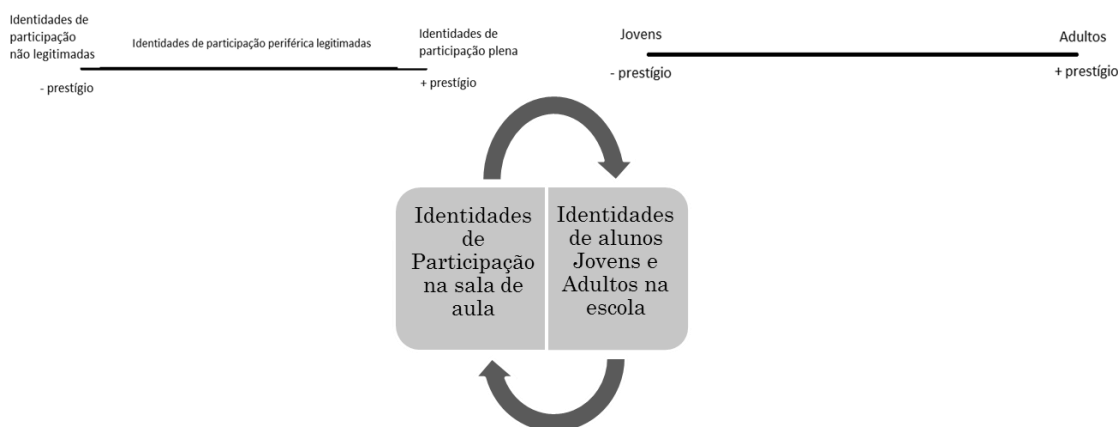 Identidades de
participação
não legitimadas
Identidades de participação periférica legitimadas
Identidades de
participação plena
- prestígio
+ prestígio
Jovens
Adultos
- prestígio
+ prestígio
Identidades
de
Participação
na sala de
aula
Identidades
de alunos
Jovens e
Adultos na
escola